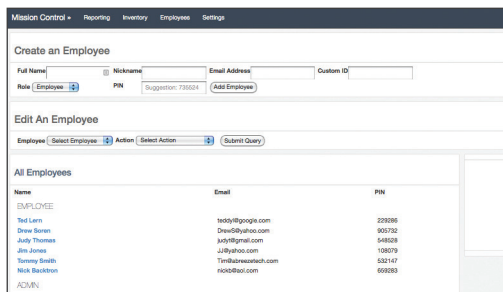 Mission Control » Reporting Inventory Employees Settings
Create an Employee
Full Name Nickname Email Address Custom ID
Role Employee PIN Suggestion: 735524 Add Employee
Edit An Employee
Employee Select Employee Action Select Action Submit Query
All Employees
Name Email PIN
EMPLOYEE
Ted Lern teddyl@google.com 229286
Drew Soren DrewS@yahoo.com 905732
Judy Thomas judyt@gmail.com 548528
Jim Jones JJ@yahoo.com 108079
Tommy Smith Tim@abreezetech.com 532147
Nick Backtron nickb@aol.com 659283
ADMIN